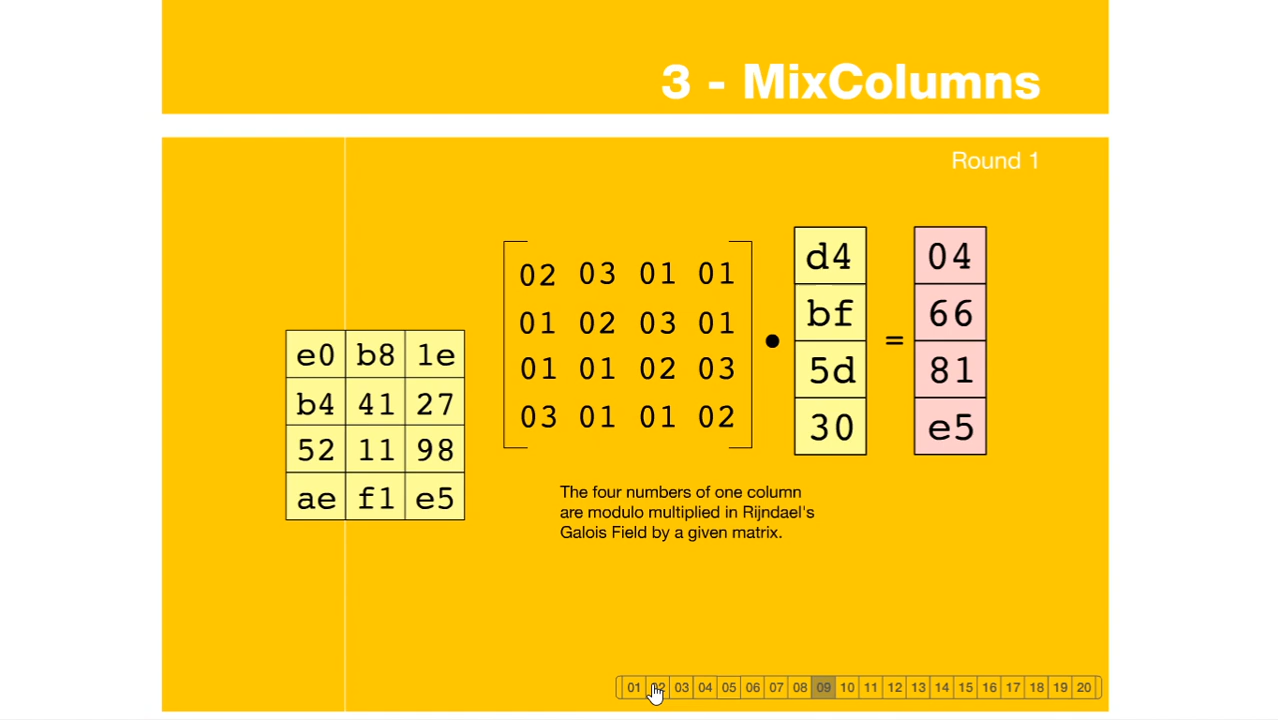 3 - MixColumns
Round 1
e0 b8 1e
b4 41 27
52 11 98
ae f1 e5
02 03 01 01
01 02 03 01
01 01 02 03
03 01 01 02
•
d4
bf
5d
30
=
04
66
81
e5
The four numbers of one column
are modulo multiplied in Rijndael's
Galois Field by a given matrix.
01 02 03 04 05 06 07 08 09 10 11 12 13 14 15 16 17 18 19 20